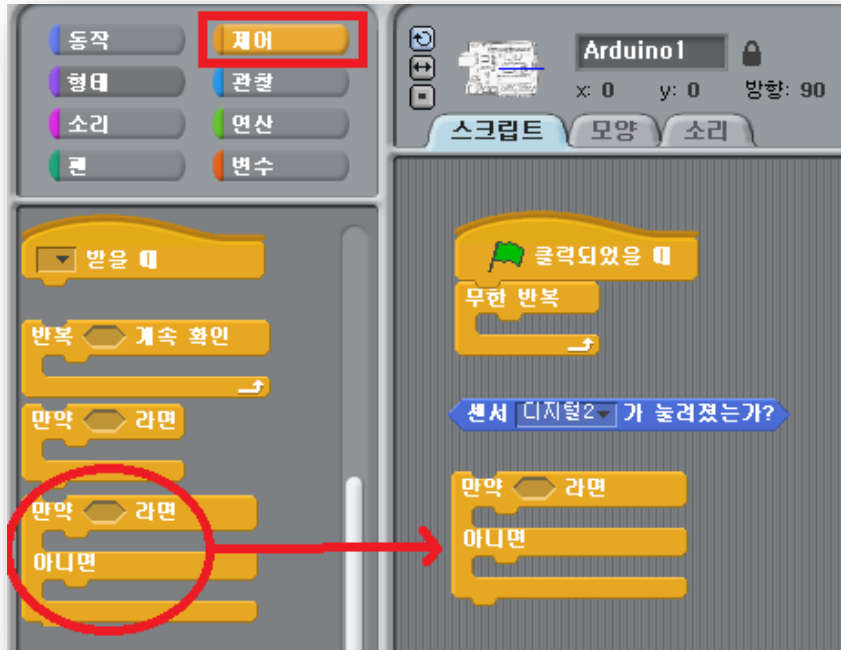 동작
제어
형태
관찰
소리
연산
펜
변수
받을 때
반복 계속 확인
만약 라면
만약 라면
아니면
Arduino1
x: 0 y: 0 방향: 90
스크립트 모양 소리
클릭되었을 때
무한 반복
센서 디지털2 가 눌려졌는가?
만약 라면
아니면